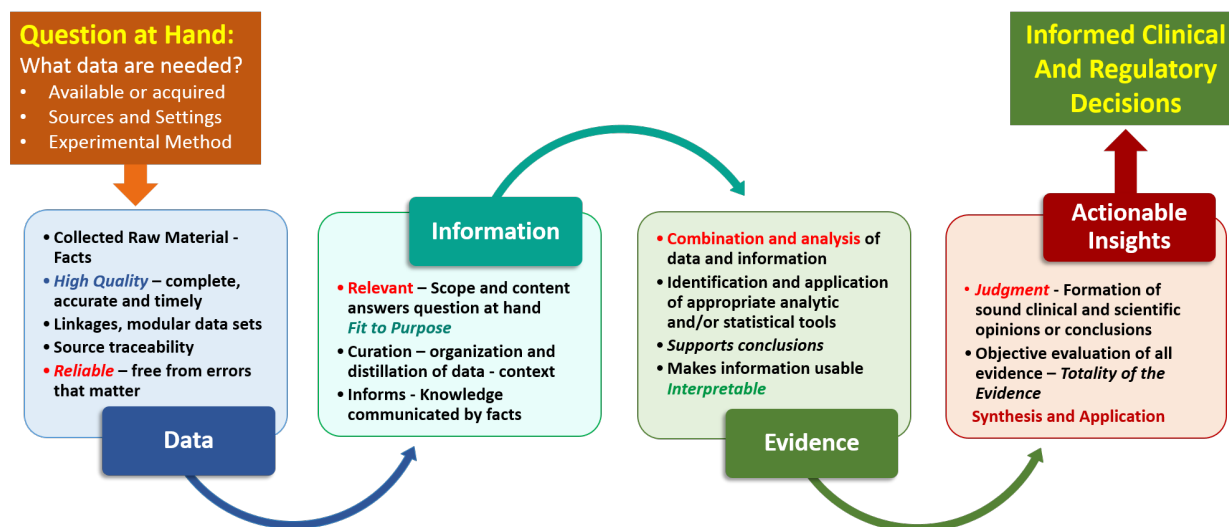 Question at Hand:
What data are needed?
• Available or acquired
• Sources and Settings
• Experimental Method
• Collected Raw Material -
Facts
• High Quality – complete,
accurate and timely
• Linkages, modular data sets
• Source traceability
• Reliable – free from errors
that matter
Data
Information
• Relevant – Scope and content
answers question at hand
Fit to Purpose
• Curation – organization and
distillation of data - context
• Informs - Knowledge
communicated by facts
• Combination and analysis of
data and information
• Identification and application
of appropriate analytic
and/or statistical tools
• Supports conclusions
• Makes information usable
Interpretable
Evidence
Informed Clinical
And Regulatory
Decisions
Actionable
Insights
• Judgment - Formation of
sound clinical and scientific
opinions or conclusions
• Objective evaluation of all
evidence – Totality of the
Evidence
Synthesis and Application